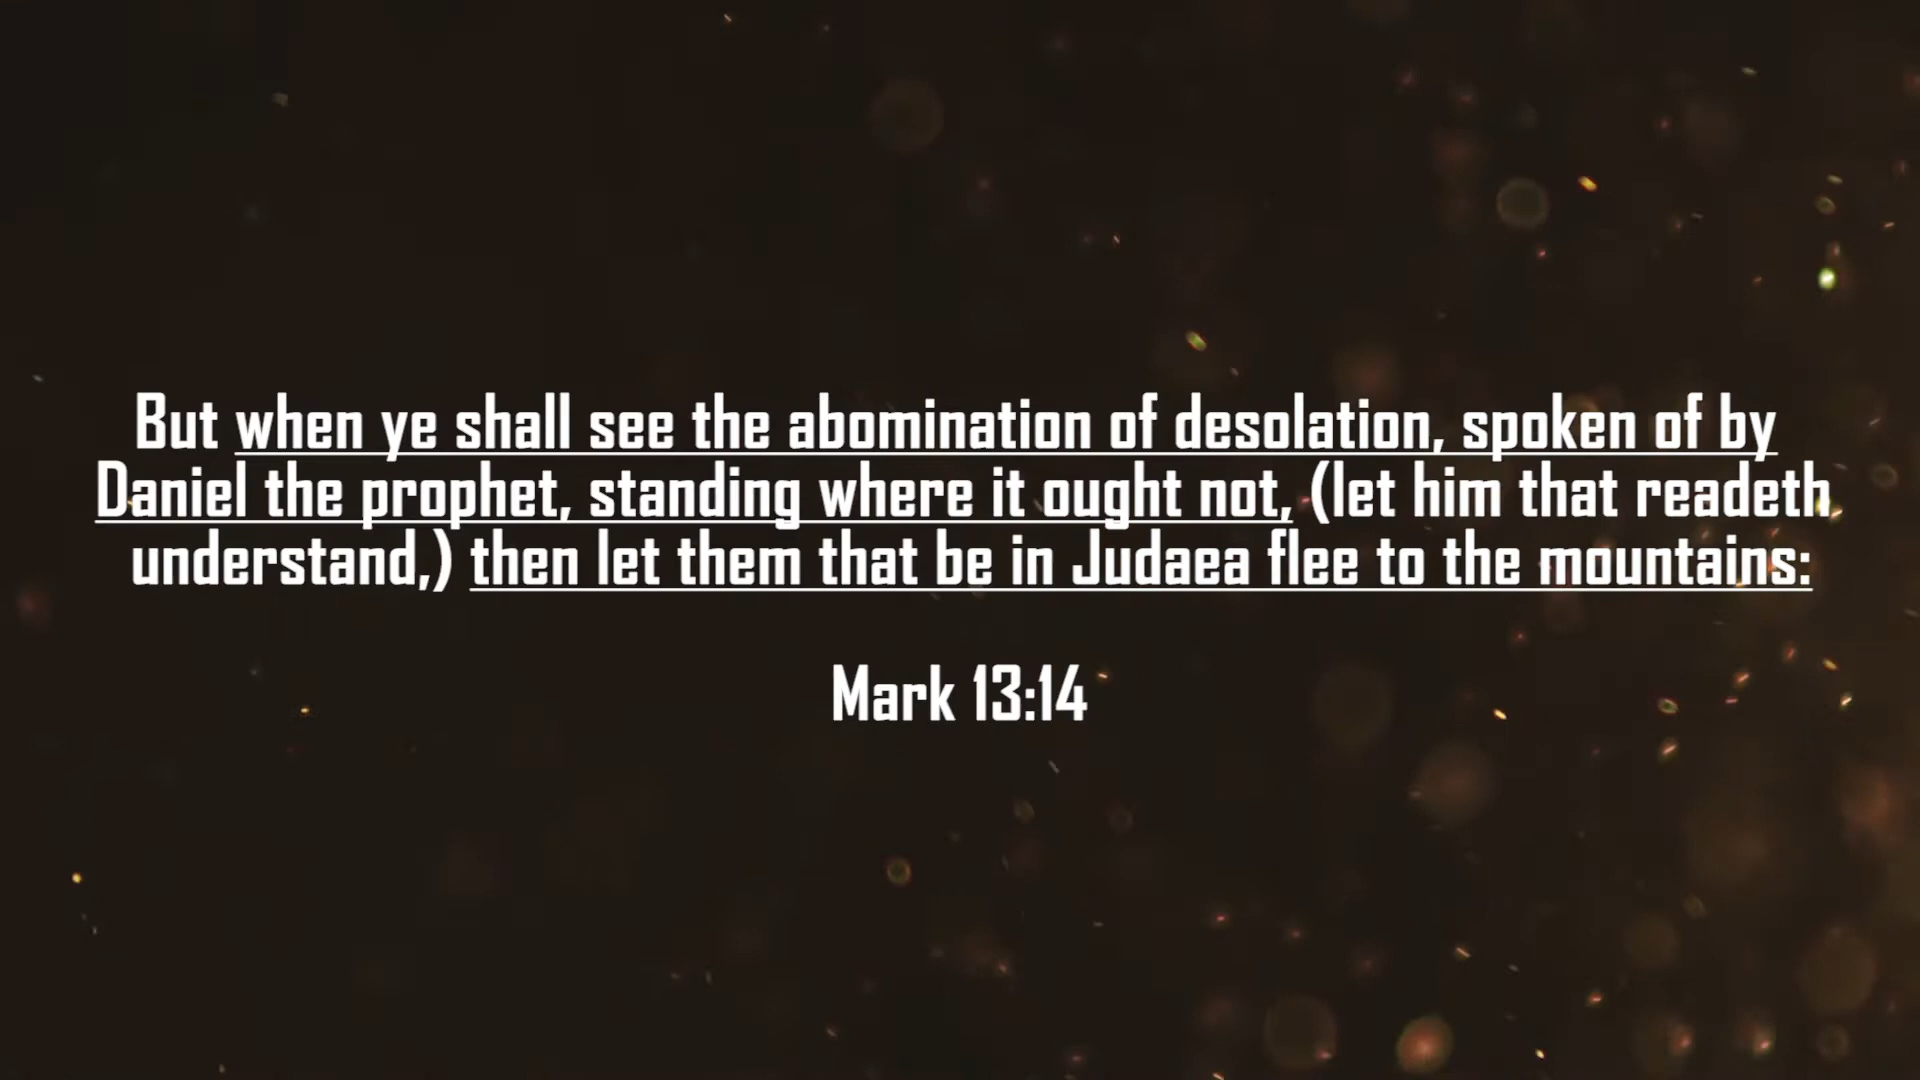 But when ye shall see the abomination of desolation, spoken of by
Daniel the prophet, standing where it ought not, (let him that readeth
understand,) then let them that be in Judaea flee to the mountains:
Mark 13:14